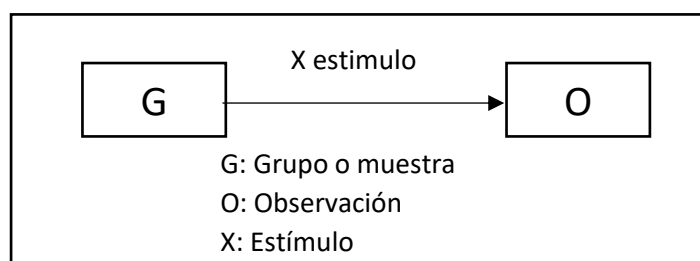 X estimulo
G
O
G: Grupo o muestra
O: Observación
X: Estímulo